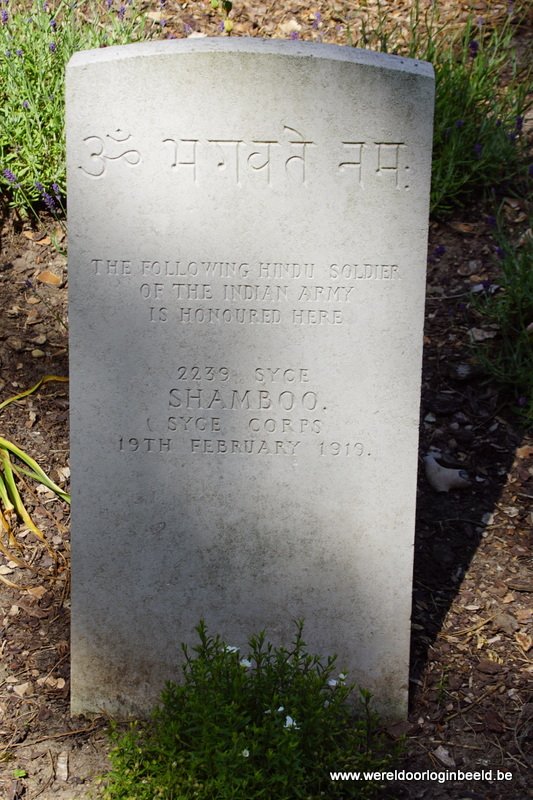 ॐ भगवते नमः
THE FOLLOWING HINDU SOLDIER
OF THE INDIAN ARMY
IS HONOURED HERE
2239 SYCE
SHAMBOO.
SYCE CORPS
19TH FEBRUARY 1919.
www.wereldoorloginbeeld.be